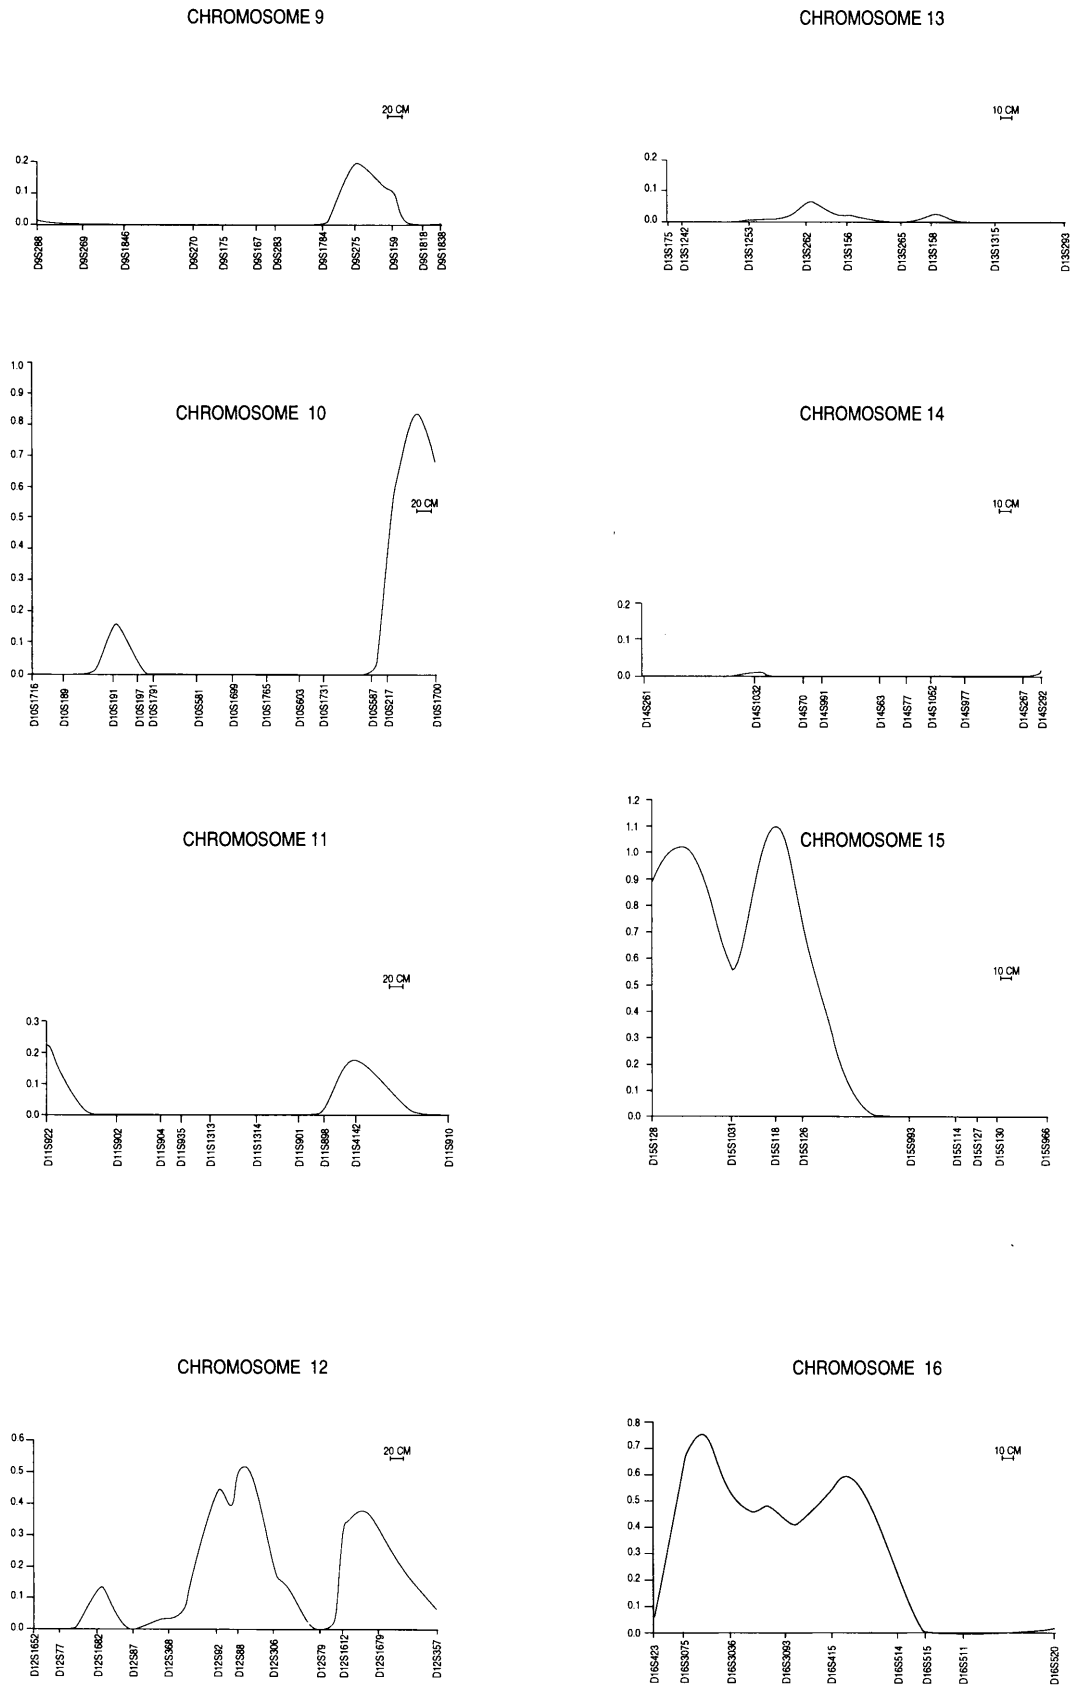 CHROMOSOME 9
20 CM
0.2
0.1
0.0
D9S288
D9S269
D9S1846
D9S270
D9S175
D9S167
D9S283
D9S1784
D9S275
D9S159
D9S1818
D9S1838
CHROMOSOME 13
10 CM
0.2
0.1
0.0
D13S175
D13S1242
D13S1253
D13S262
D13S156
D13S265
D13S158
D13S1315
D13S293
CHROMOSOME 10
20 CM
1.0
0.9
0.8
0.7
0.6
0.5
0.4
0.3
0.2
0.1
0.0
D10S1716
D10S189
D10S191
D10S197
D10S1791
D10S581
D10S1699
D10S1765
D10S603
D10S1731
D10S587
D10S217
D10S1700
CHROMOSOME 14
10 CM
0.2
0.1
0.0
D14S261
D14S1032
D14S70
D14S991
D14S63
D14S77
D14S1052
D14S977
D14S267
D14S292
CHROMOSOME 11
20 CM
0.3
0.2
0.1
0.0
D11S922
D11S902
D11S904
D11S935
D11S1313
D11S1314
D11S901
D11S898
D11S4142
D11S910
CHROMOSOME 15
10 CM
1.2
1.1
1.0
0.9
0.8
0.7
0.6
0.5
0.4
0.3
0.2
0.1
0.0
D15S128
D15S1031
D15S118
D15S126
D15S993
D15S114
D15S127
D15S130
D15S966
CHROMOSOME 12
20 CM
0.6
0.5
0.4
0.3
0.2
0.1
0.0
D12S1652
D12S77
D12S1682
D12S87
D12S368
D12S92
D12S88
D12S306
D12S79
D12S1612
D12S1679
D12S357
CHROMOSOME 16
10 CM
0.8
0.7
0.6
0.5
0.4
0.3
0.2
0.1
0.0
D16S423
D16S3075
D16S3036
D16S3093
D16S415
D16S514
D16S515
D16S511
D16S520